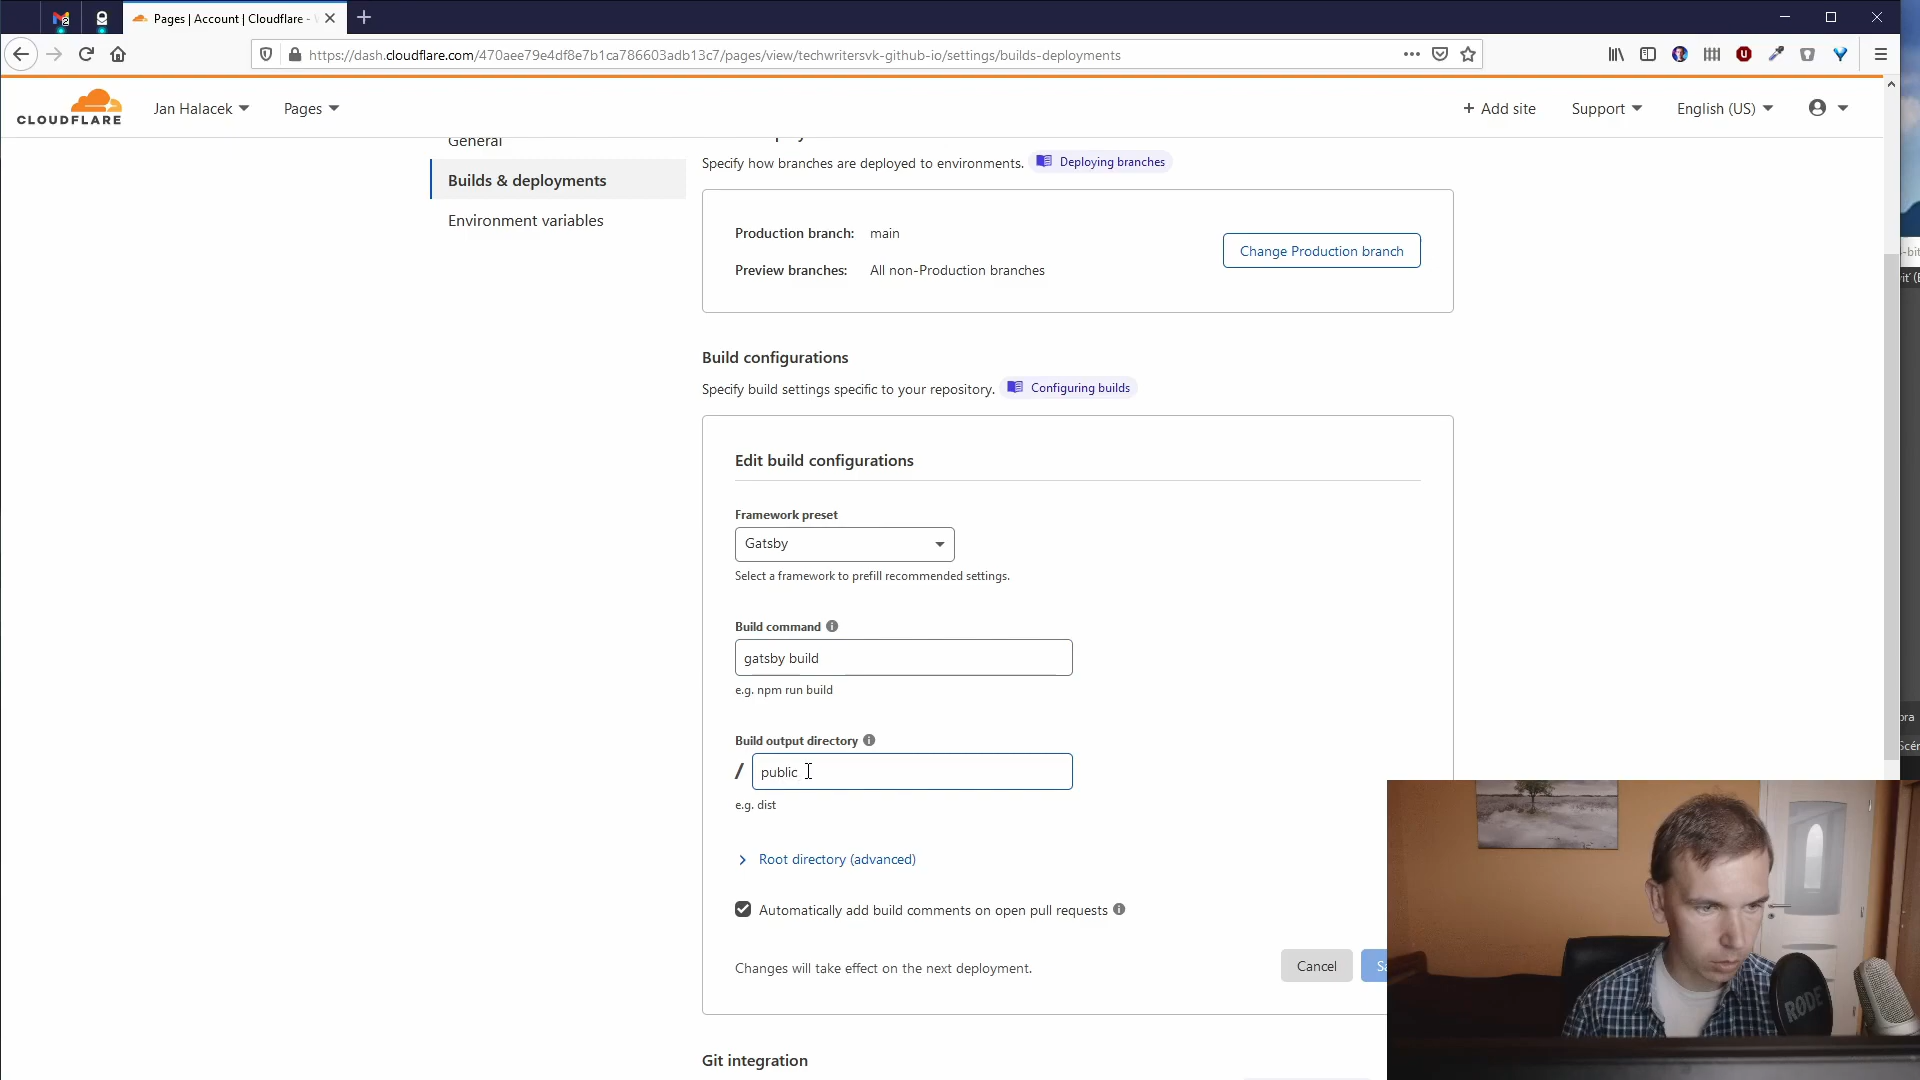 Pages | Account | Cloudflare -
https://dash.cloudflare.com/470aee79e4df8e7b1ca786603adb13c7/pages/view/techwritersvk-github-io/settings/builds-deployments
CLOUDFLARE
Jan Halacek
Pages
+ Add site
Support
English (US)
General
Builds & deployments
Environment variables
Specify how branches are deployed to environments.
Deploying branches
Production branch: main
Preview branches: All non-Production branches
Change Production branch
Build configurations
Specify build settings specific to your repository.
Configuring builds
Edit build configurations
Framework preset
Gatsby
Select a framework to prefill recommended settings.
Build command
gatsby build
e.g. npm run build
Build output directory
/ public
e.g. dist
Root directory (advanced)
Automatically add build comments on open pull requests
Changes will take effect on the next deployment.
Cancel
Sa
Git integration
RØDE